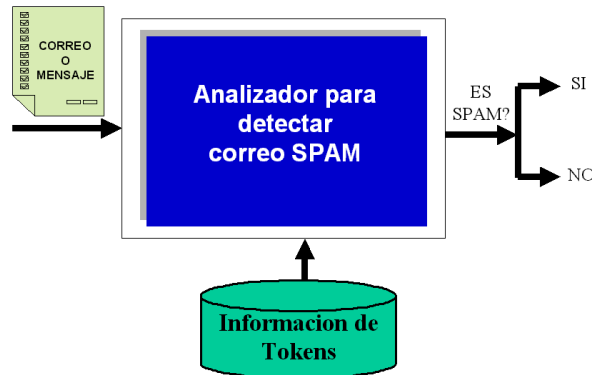 CORREO
O
MENSAJE
Analizador para
detectar
correo SPAM
ES
SPAM?
SI
NO
Informacion de
Tokens